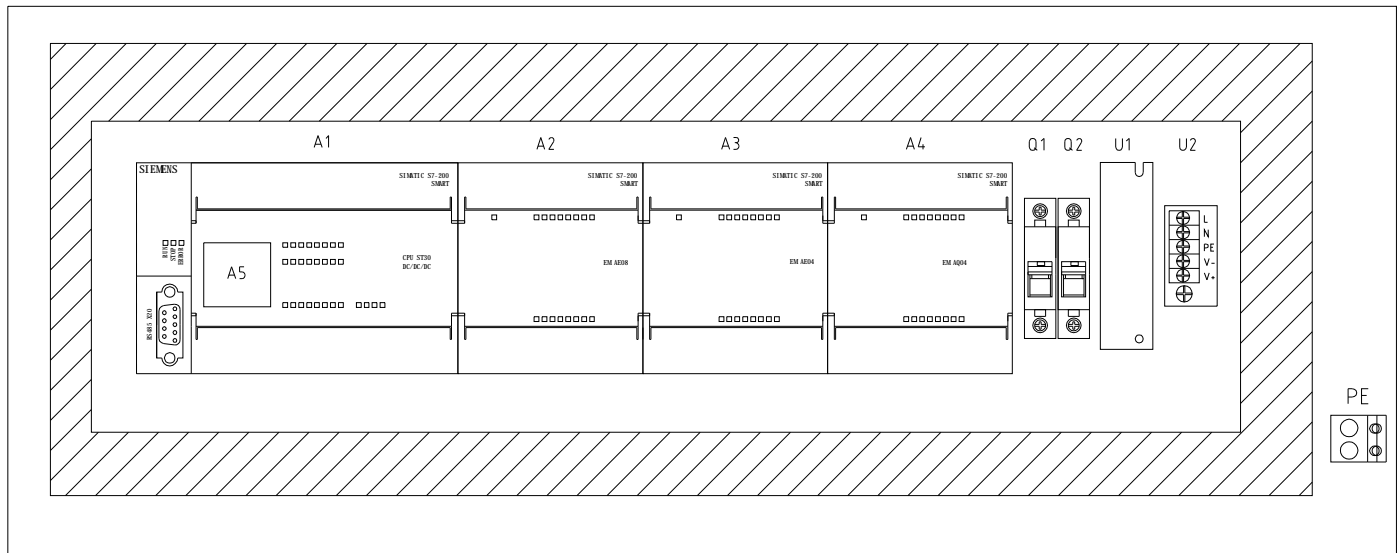 A1
A2
A3
A4
Q1
Q2
U1
U2
SIEMENS
SIMATIC S7-200
SMART
SIMATIC S7-200
SMART
SIMATIC S7-200
SMART
SIMATIC S7-200
SMART
RUN
STOP
ERROR
A5
CPU ST30
DC/DC/DC
EM AE08
EM AE04
EM AQ04
L
N
PE
V-
V+
RS485 X20
PE